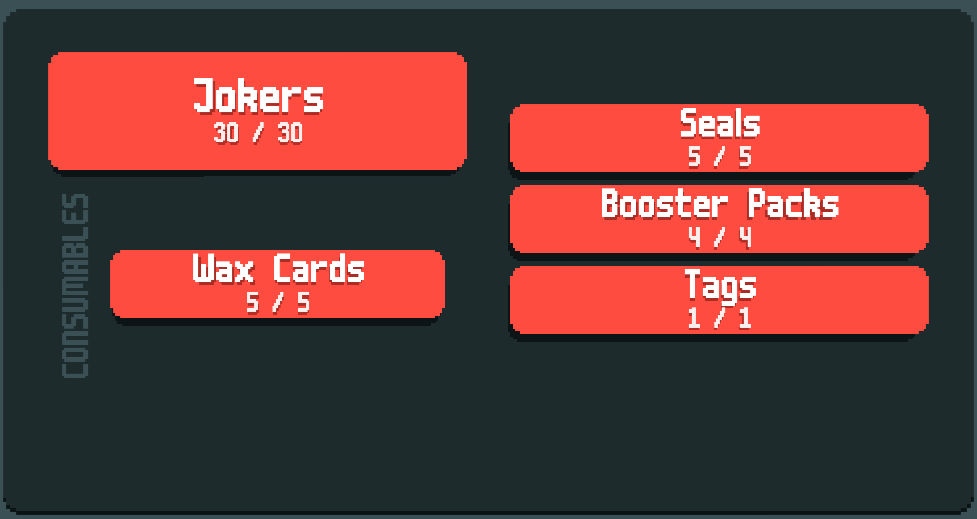 Jokers
30 / 30
CONSUMABLES
Wax Cards
5 / 5
Seals
5 / 5
Booster Packs
4 / 4
Tags
1 / 1